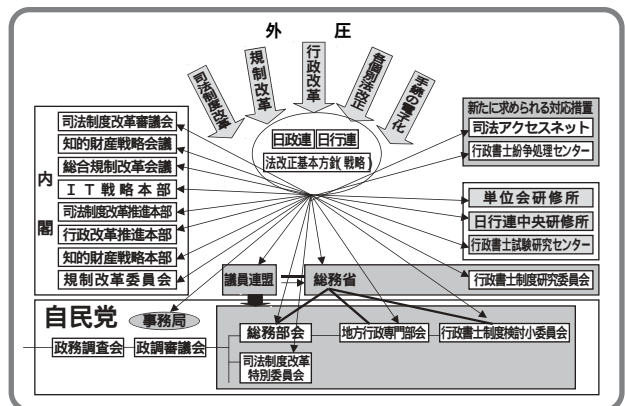 外 圧
司法制度改革
規制改革
行政改革
各個別法改正
手続の電子化
日政連 日行連
法改正基本方針(戦略)
内閣
司法制度改革審議会
知的財産戦略会議
総合規制改革会議
IT戦略本部
司法制度改革推進本部
行政改革推進本部
知的財産戦略本部
規制改革委員会
新たに求められる対応措置
司法アクセスネット
行政書士紛争処理センター
単位会研修所
日行連中央研修所
行政書士試験研究センター
議員連盟
総務省
行政書士制度研究委員会
自民党
事務局
政務調査会
政調審議会
総務部会
地方行政専門部会
行政書士制度検討小委員会
司法制度改革
特別委員会